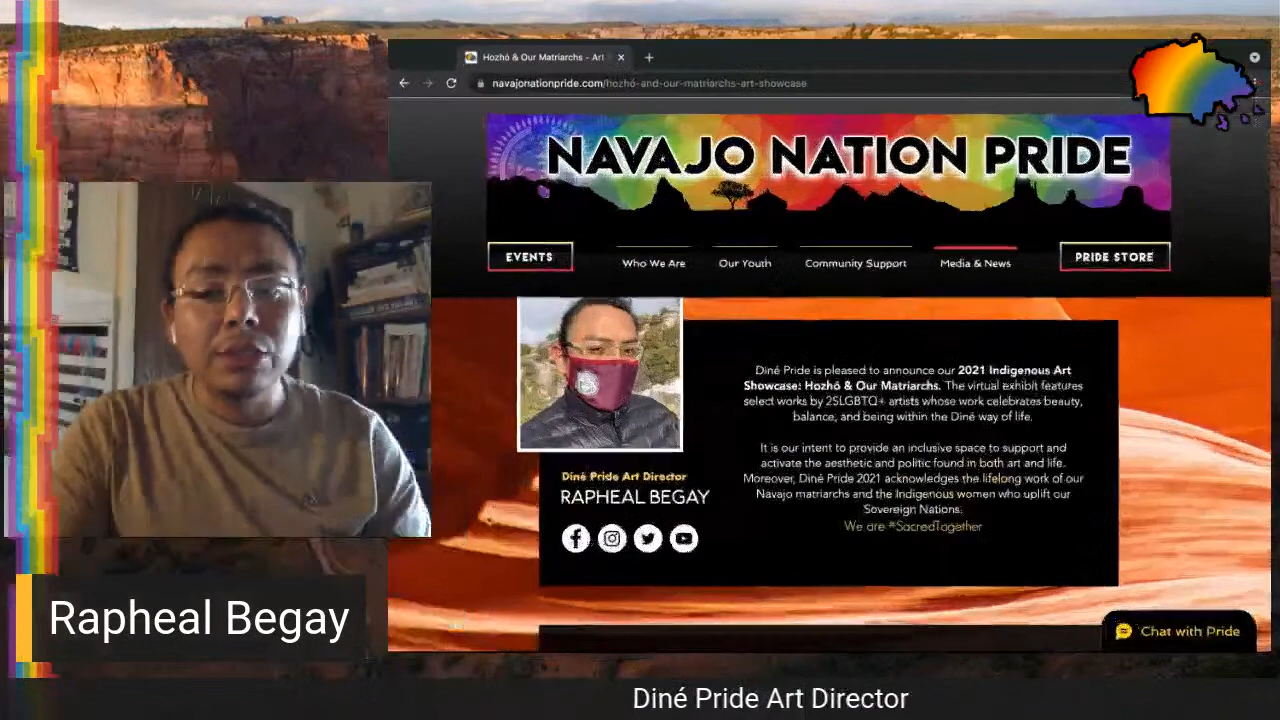 Hozhó & Our Matriarchs - Art
navajonationpride.com/hozhó-and-our-matriarchs-art-showcase
NAVAJO NATION PRIDE
EVENTS
Who We Are
Our Youth
Community Support
Media & News
PRIDE STORE
Diné Pride is pleased to announce our 2021 Indigenous Art
Showcase: Hozhó & Our Matriarchs. The virtual exhibit features
select works by 2SLGBTQ+ artists whose work celebrates beauty,
balance, and being within the Diné way of life.
It is our intent to provide an inclusive space to support and
activate the aesthetic and politic found in both art and life.
Moreover, Diné Pride 2021 acknowledges the lifelong work of our
Navajo matriarchs and the Indigenous women who uplift our
Sovereign Nations.
We are #SacredTogether
Diné Pride Art Director
RAPHEAL BEGAY
Chat with Pride
Rapheal Begay
Diné Pride Art Director